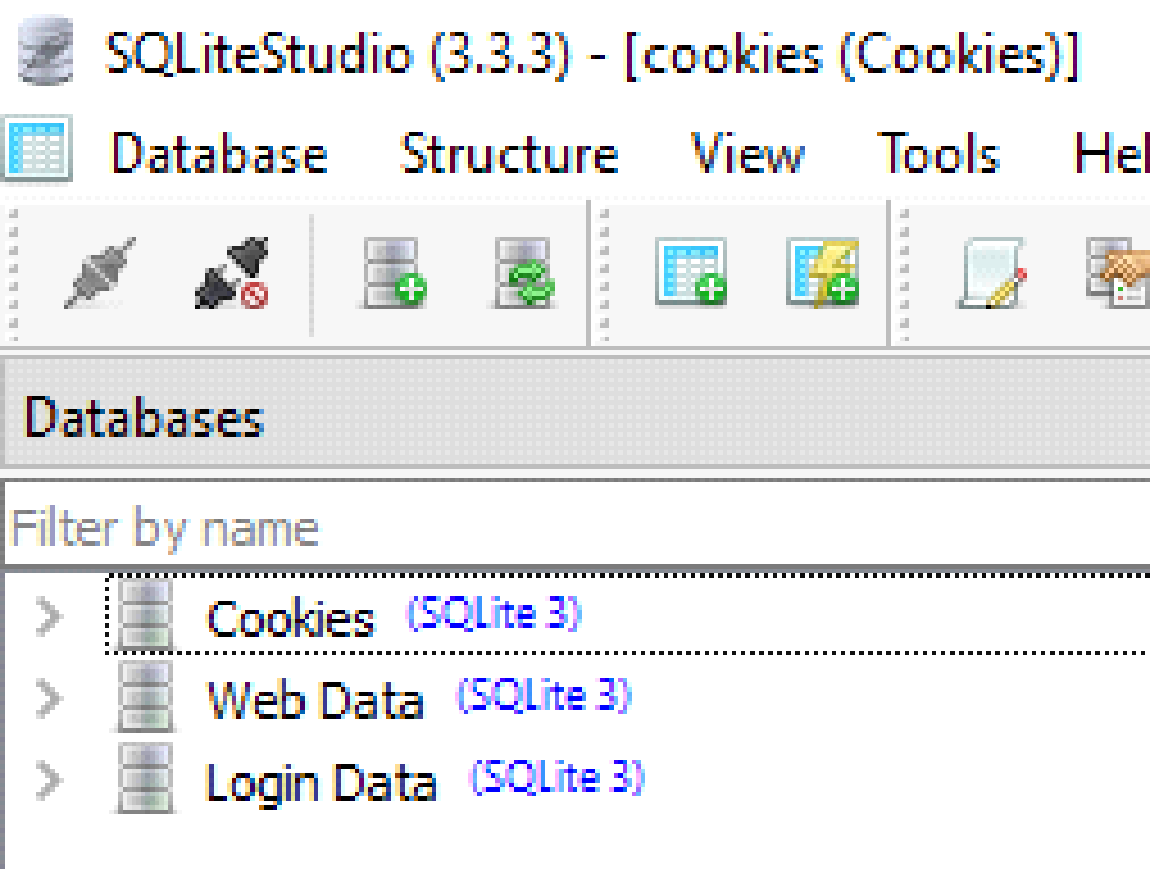 SQLiteStudio (3.3.3) - [cookies (Cookies)]
Database Structure View Tools
Databases
Filter by name
Cookies (SQLite 3)
Web Data (SQLite 3)
Login Data (SQLite 3)